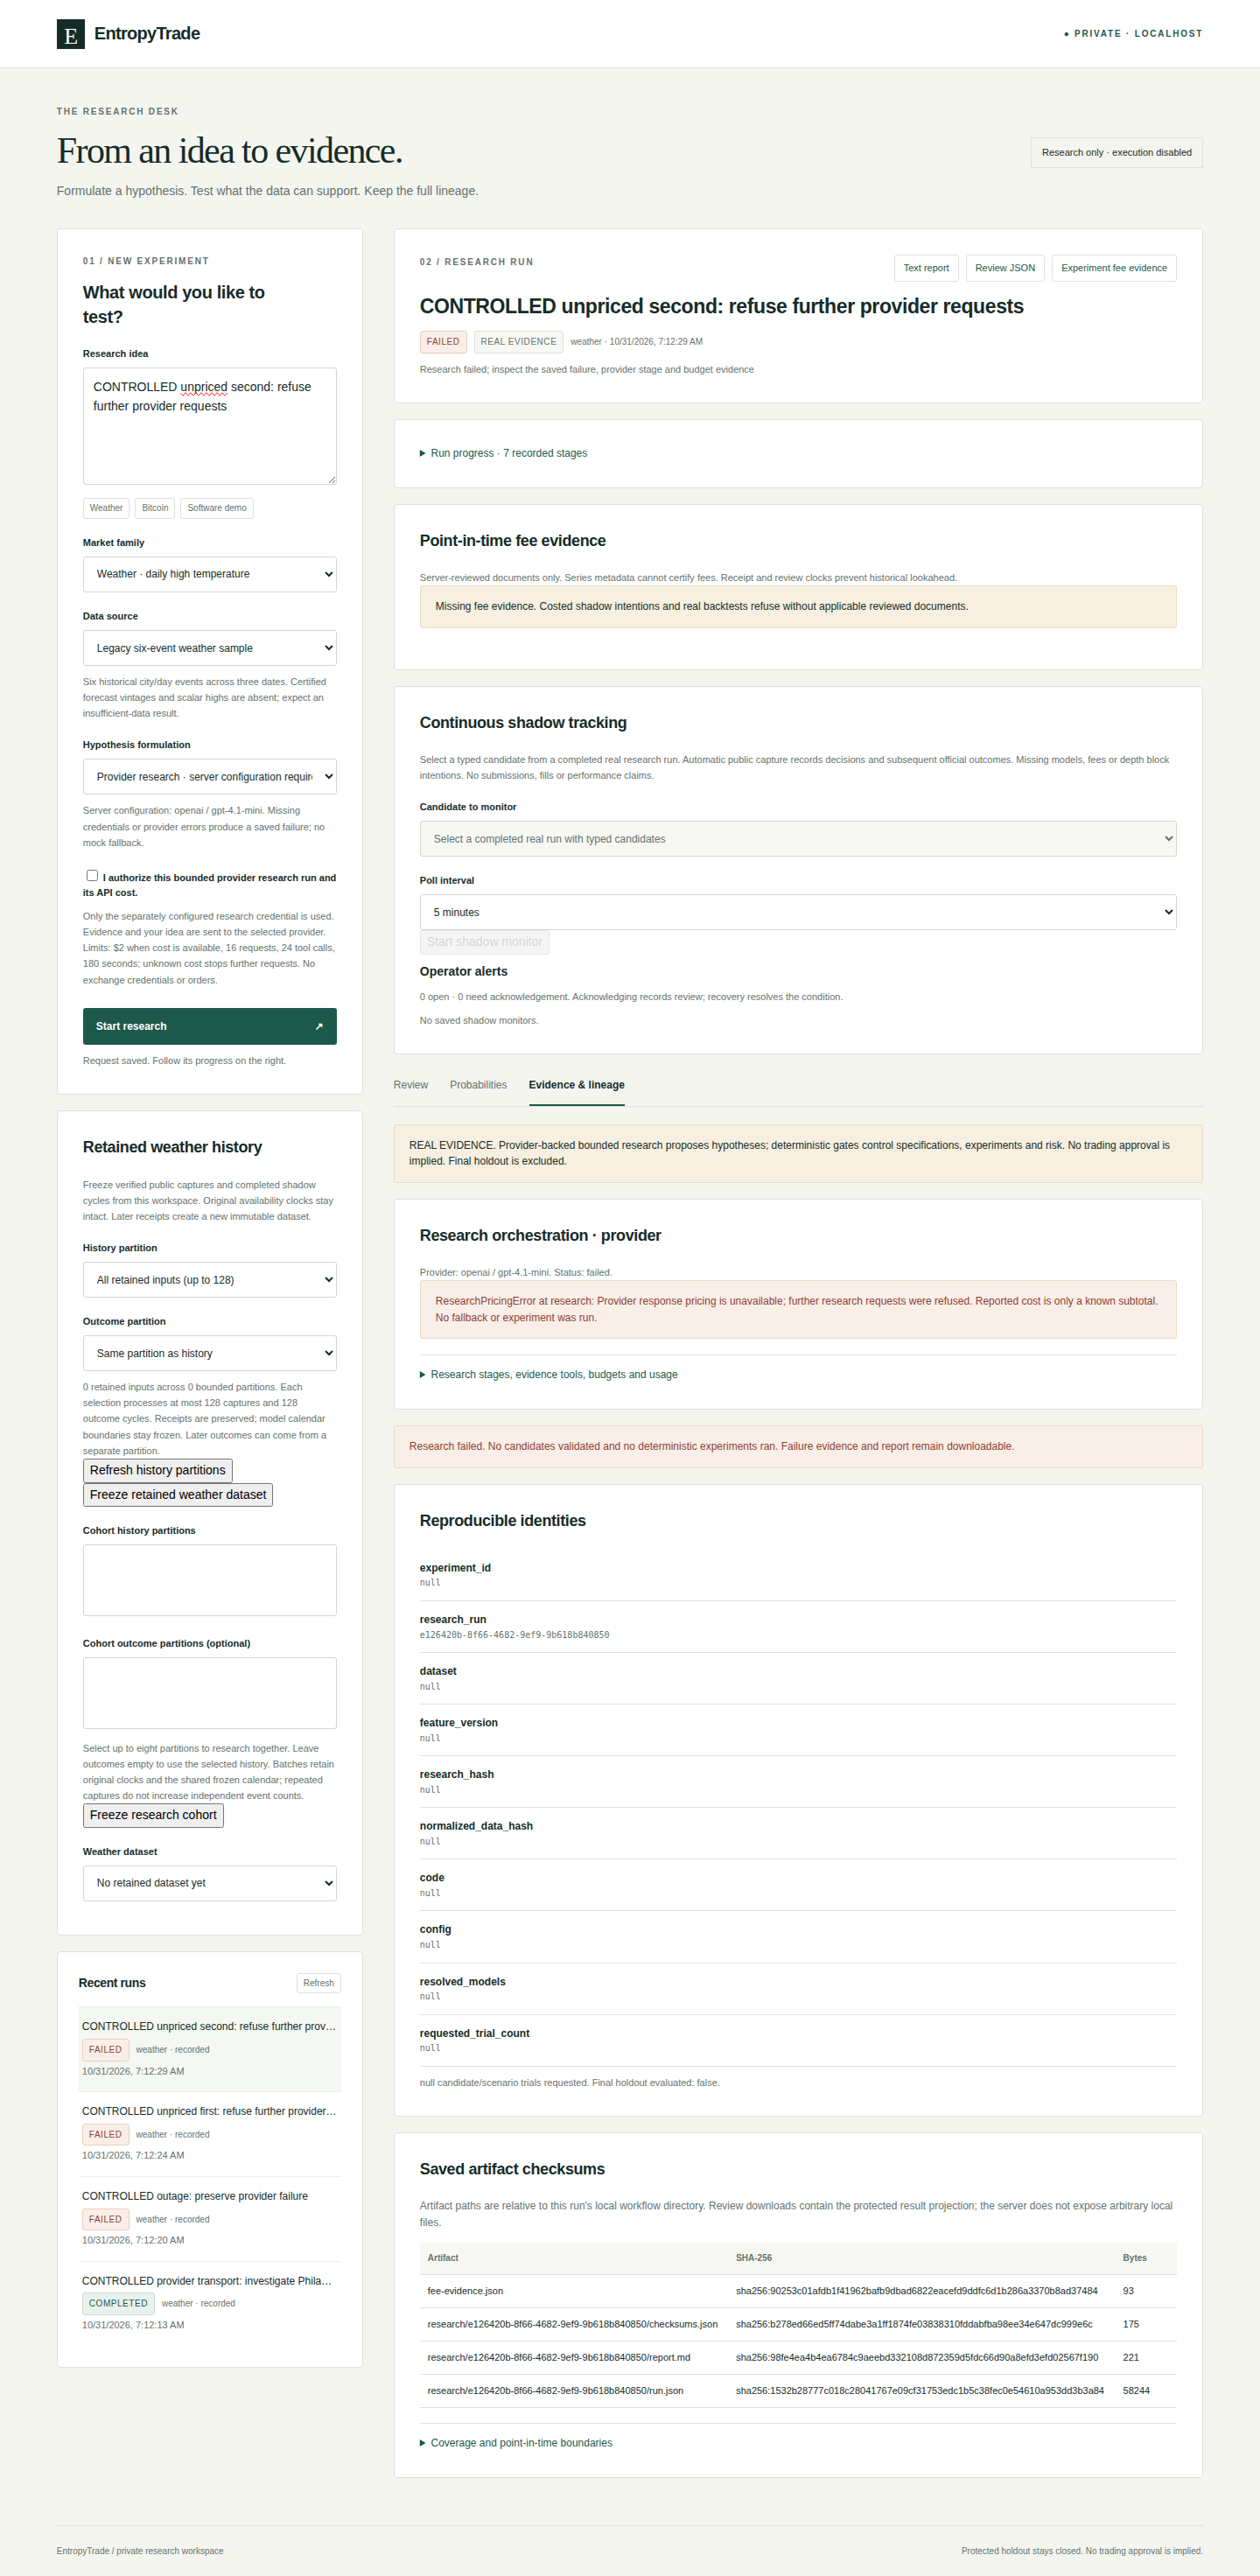 E EntropyTrade
● PRIVATE · LOCALHOST
THE RESEARCH DESK
From an idea to evidence.
Formulate a hypothesis. Test what the data can support. Keep the full lineage.
Research only · execution disabled
01 / NEW EXPERIMENT
What would you like to
test?
Research idea
CONTROLLED unpriced second: refuse
further provider requests
Weather
Bitcoin
Software demo
Market family
Weather · daily high temperature
Data source
Legacy six-event weather sample
Six historical city/day events across three dates. Certified
forecast vintages and scalar highs are absent; expect an
insufficient-data result.
Hypothesis formulation
Provider research · server configuration requir
Server configuration: openai / gpt-4.1-mini. Missing
credentials or provider errors produce a saved failure; no
mock fallback.
I authorize this bounded provider research run and
its API cost.
Only the separately configured research credential is used.
Evidence and your idea are sent to the selected provider.
Limits: $2 when cost is available, 16 requests, 24 tool calls,
180 seconds; unknown cost stops further requests. No
exchange credentials or orders.
Start research ↗
Request saved. Follow its progress on the right.
Retained weather history
Freeze verified public captures and completed shadow
cycles from this workspace. Original availability clocks stay
intact. Later receipts create a new immutable dataset.
History partition
All retained inputs (up to 128)
Outcome partition
Same partition as history
0 retained inputs across 0 bounded partitions. Each
selection processes at most 128 captures and 128
outcome cycles. Receipts are preserved; model calendar
boundaries stay frozen. Later outcomes can come from a
separate partition.
Refresh history partitions
Freeze retained weather dataset
Cohort history partitions
Cohort outcome partitions (optional)
Select up to eight partitions to research together. Leave
outcomes empty to use the selected history. Batches retain
original clocks and the shared frozen calendar; repeated
captures do not increase independent event counts.
Freeze research cohort
Weather dataset
No retained dataset yet
Recent runs
Refresh
CONTROLLED unpriced second: refuse further prov…
FAILED weather · recorded
10/31/2026, 7:12:29 AM
CONTROLLED unpriced first: refuse further provider…
FAILED weather · recorded
10/31/2026, 7:12:24 AM
CONTROLLED outage: preserve provider failure
FAILED weather · recorded
10/31/2026, 7:12:20 AM
CONTROLLED provider transport: investigate Phila…
COMPLETED weather · recorded
10/31/2026, 7:12:13 AM
02 / RESEARCH RUN
Text report
Review JSON
Experiment fee evidence
CONTROLLED unpriced second: refuse further provider requests
FAILED REAL EVIDENCE weather · 10/31/2026, 7:12:29 AM
Research failed; inspect the saved failure, provider stage and budget evidence
▶ Run progress · 7 recorded stages
Point-in-time fee evidence
Server-reviewed documents only. Series metadata cannot certify fees. Receipt and review clocks prevent historical lookahead.
Missing fee evidence. Costed shadow intentions and real backtests refuse without applicable reviewed documents.
Continuous shadow tracking
Select a typed candidate from a completed real research run. Automatic public capture records decisions and subsequent official outcomes. Missing models, fees or depth block
intentions. No submissions, fills or performance claims.
Candidate to monitor
Select a completed real run with typed candidates
Poll interval
5 minutes
Start shadow monitor
Operator alerts
0 open · 0 need acknowledgement. Acknowledging records review; recovery resolves the condition.
No saved shadow monitors.
Review
Probabilities
Evidence & lineage
REAL EVIDENCE. Provider-backed bounded research proposes hypotheses; deterministic gates control specifications, experiments and risk. No trading approval is
implied. Final holdout is excluded.
Research orchestration · provider
Provider: openai / gpt-4.1-mini. Status: failed.
ResearchPricingError at research: Provider response pricing is unavailable; further research requests were refused. Reported cost is only a known subtotal.
No fallback or experiment was run.
▶ Research stages, evidence tools, budgets and usage
Research failed. No candidates validated and no deterministic experiments ran. Failure evidence and report remain downloadable.
Reproducible identities
experiment_id
null
research_run
e126420b-8f66-4682-9ef9-9b618b840850
dataset
null
feature_version
null
research_hash
null
normalized_data_hash
null
code
null
config
null
resolved_models
null
requested_trial_count
null
null candidate/scenario trials requested. Final holdout evaluated: false.
Saved artifact checksums
Artifact paths are relative to this run's local workflow directory. Review downloads contain the protected result projection; the server does not expose arbitrary local
files.
Artifact SHA-256 Bytes
fee-evidence.json sha256:90253c01afdb1f41962bafb9dbad6822eacefd9ddfc6d1b286a3370b8ad37484 93
research/e126420b-8f66-4682-9ef9-9b618b840850/checksums.json sha256:b278ed66ed5ff74dabe3a1ff1874fe03838310fddabfba98ee34e647dc999e6c 175
research/e126420b-8f66-4682-9ef9-9b618b840850/report.md sha256:98fe4ea4b4ea6784c9aeebd332108d872359d5fdc66d90a8efd3efd02567f190 221
research/e126420b-8f66-4682-9ef9-9b618b840850/run.json sha256:1532b28777c018c28041767e09cf31753edc1b5c38fec0e54610a953dd3b3a84 58244
▶ Coverage and point-in-time boundaries
EntropyTrade / private research workspace
Protected holdout stays closed. No trading approval is implied.